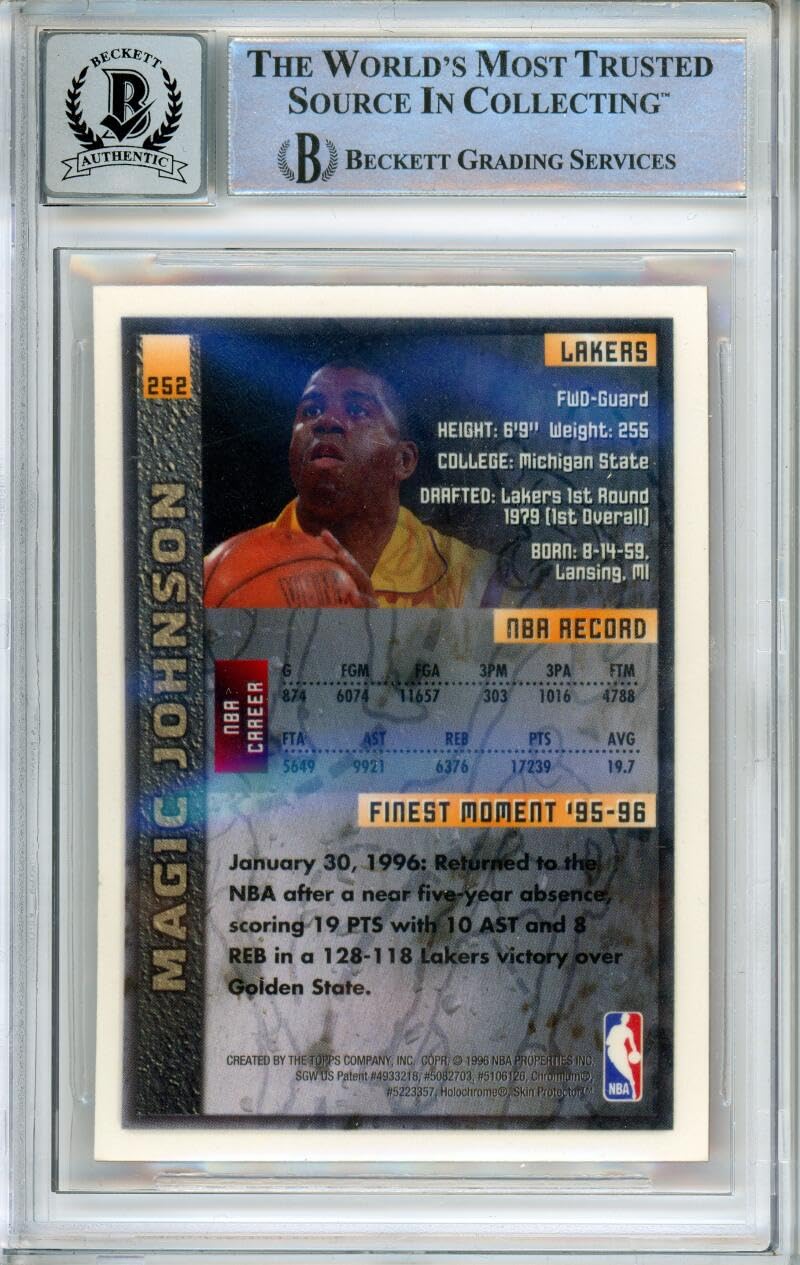 BECKETT
B
AUTHENTIC
THE WORLD'S MOST TRUSTED
SOURCE IN COLLECTING™
B BECKETT GRADING SERVICES
252
MAGIC JOHNSON
LAKERS
FWD-Guard
HEIGHT: 6'9" Weight: 255
COLLEGE: Michigan State
DRAFTED: Lakers 1st Round
1979 (1st Overall)
BORN: 8-14-59,
Lansing, MI
NBA RECORD
NBA CAREER
G FGM FGA 3PM 3PA FTM
874 6074 11657 303 1016 4788
FTA AST REB PTS AVG
5649 9921 6376 17239 19.7
FINEST MOMENT '95-96
January 30, 1996: Returned to the
NBA after a near five-year absence,
scoring 19 PTS with 10 AST and 8
REB in a 128-118 Lakers victory over
Golden State.
CREATED BY THE TOPPS COMPANY, INC. COPR. © 1996 NBA PROPERTIES INC.
SGW US Patent #4933218, #5082703, #5106126, Chromium®,
#5223357, Holochrome®, Skin Protector™
NBA